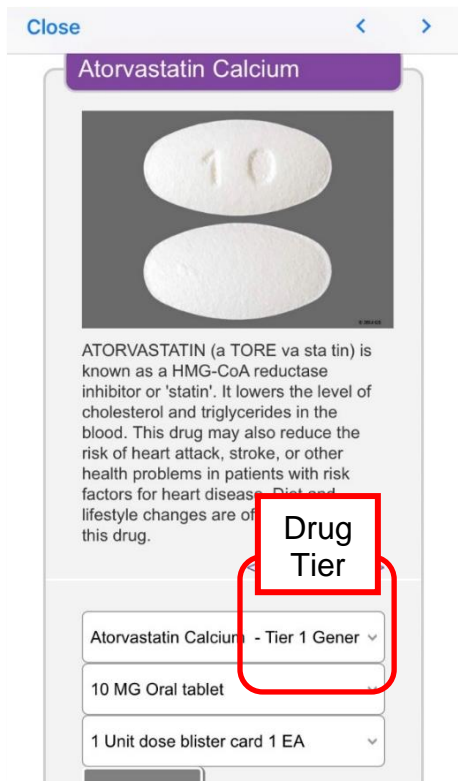 Close
Atorvastatin Calcium
10
ATORVASTATIN (a TORE va sta tin) is
known as a HMG-CoA reductase
inhibitor or 'statin'. It lowers the level of
cholesterol and triglycerides in the
blood. This drug may also reduce the
risk of heart attack, stroke, or other
health problems in patients with risk
factors for heart disease. Diet and
lifestyle changes are of
this drug.
Drug
Tier
Atorvastatin Calcium - Tier 1 Gener
10 MG Oral tablet
1 Unit dose blister card 1 EA